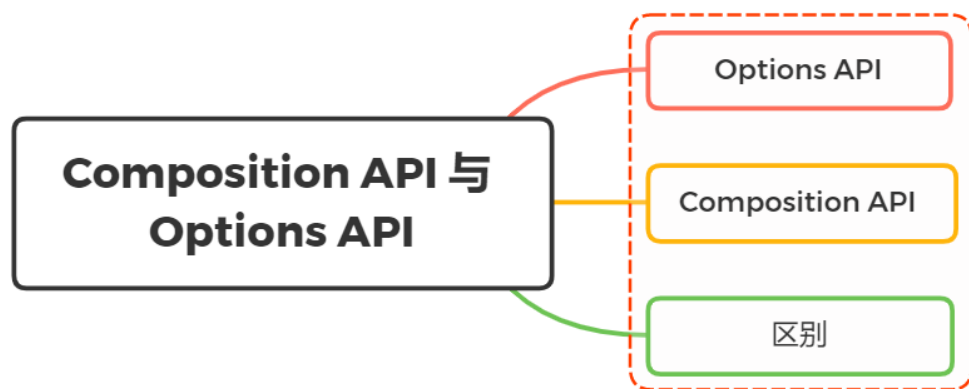 Composition API 与
Options API
Options API
Composition API
区别